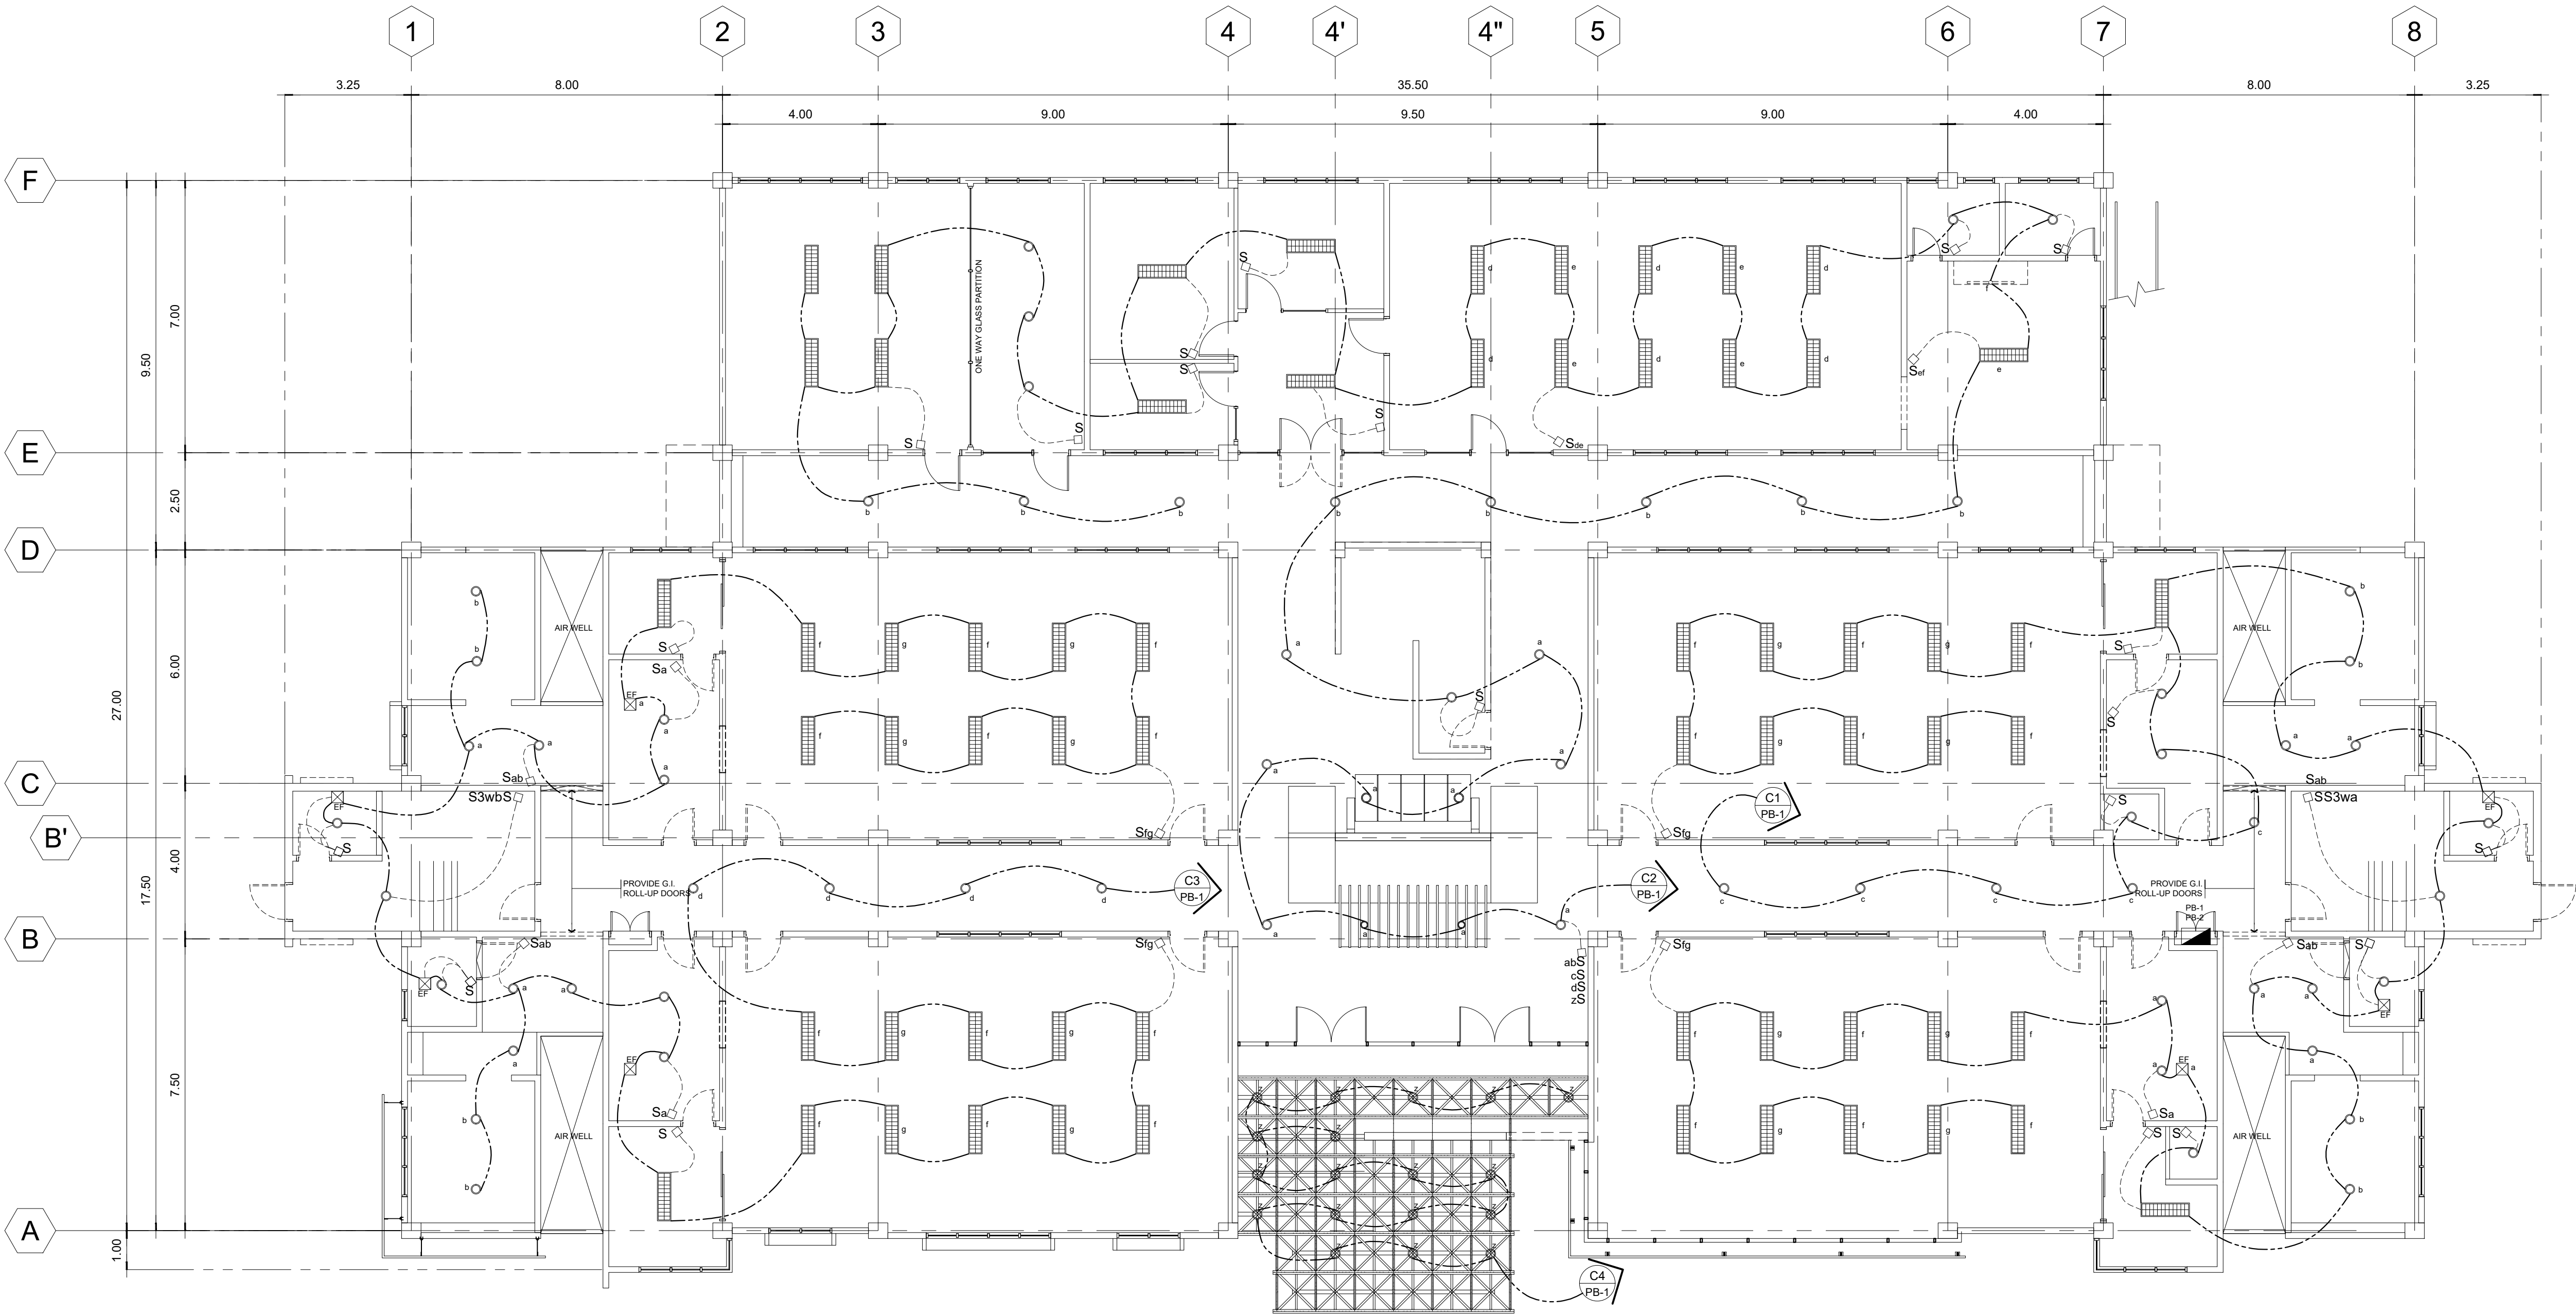 1 2 3 4 4' 4" 5 6 7 8
3.25 8.00 35.50 8.00 3.25
4.00 9.00 9.50 9.00 4.00
F
E
D
C
B'
B
A
7.00
9.50
2.50
6.00
27.00
4.00
17.50
7.50
1.00
ONE WAY GLASS PARTITION
S
S
S
S
S
S
d e d e d
d e d e d
Sde
S
S
f
Sef
e
b b b b b b b b
b
b
AIR WELL
S
Sa
EF
a
a
a
a a
Sab
S3wbS
EF
S
f g f g f
f g f g f
Sfg
a a
S
a a
a a
f g f g f
f g f g f
Sfg
C1
PB-1
S
S
S
AIR WELL
b
b
a a
Sab
SS3wa
EF
S
c
PROVIDE G.I.
ROLL-UP DOORS
d d d d
C3
PB-1
C2
PB-1
a a a a
c c c c
PROVIDE G.I.
ROLL-UP DOORS
PB-1
PB-2
abS
cS
dS
zS
Sab
S
EF
a a
a
b
b
AIR WELL
EF
Sa
S
Sfg
f g f g f
f g f g f
Sfg
f g f g f
f g f g f
a
a
EF
a
Sa
S S
Sab
S
EF
a a
a
b
b
AIR WELL
z z z z z
z z
z z z z
z z z z
z z z z
C4
PB-1